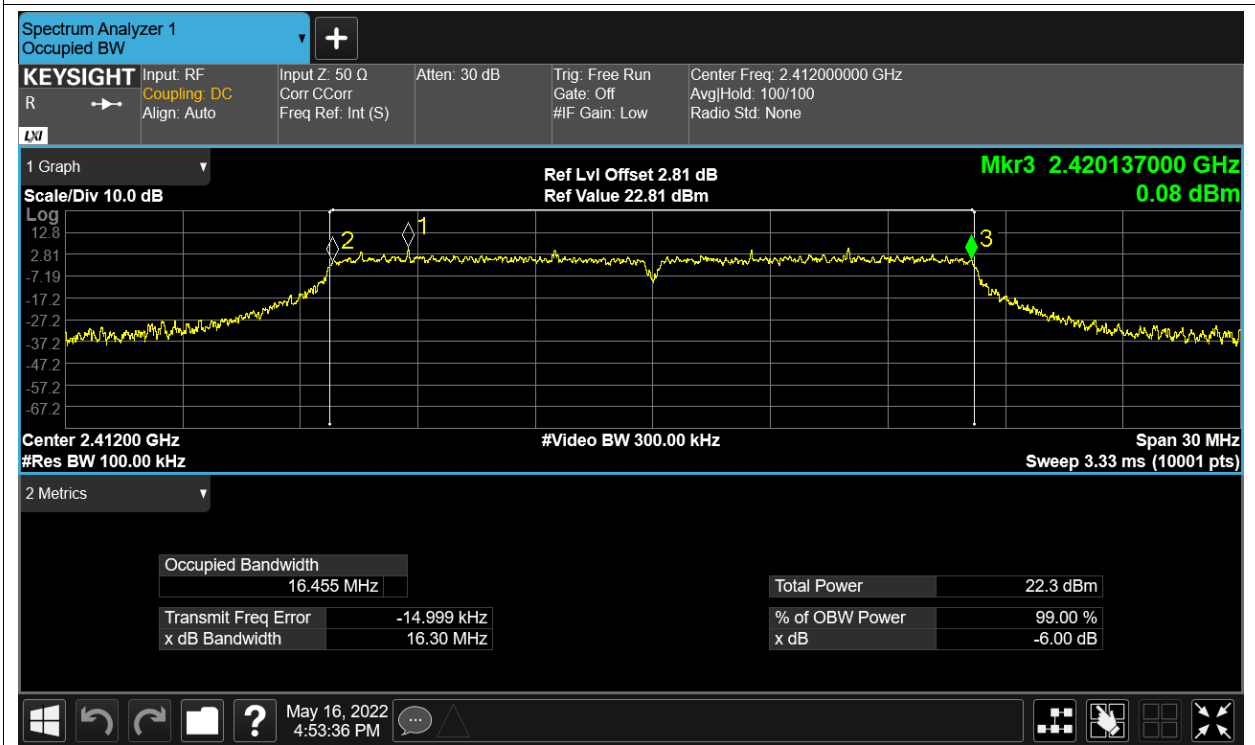 Spectrum Analyzer 1
Occupied BW
KEYSIGHT
R
LXI
Input: RF
Coupling: DC
Align: Auto
Input Z: 50 Ω
Corr CCorr
Freq Ref: Int (S)
Atten: 30 dB
Trig: Free Run
Gate: Off
#IF Gain: Low
Center Freq: 2.412000000 GHz
Avg|Hold: 100/100
Radio Std: None
1 Graph
Scale/Div 10.0 dB
Ref Lvl Offset 2.81 dB
Ref Value 22.81 dBm
Mkr3 2.420137000 GHz
0.08 dBm
Log
12.8
2.81
-7.19
-17.2
-27.2
-37.2
-47.2
-57.2
-67.2
2
1
3
Center 2.41200 GHz
#Video BW 300.00 kHz
Span 30 MHz
#Res BW 100.00 kHz
Sweep 3.33 ms (10001 pts)
2 Metrics
Occupied Bandwidth
16.455 MHz
Total Power 22.3 dBm
Transmit Freq Error -14.999 kHz
% of OBW Power 99.00 %
x dB Bandwidth 16.30 MHz
x dB -6.00 dB
?
May 16, 2022
4:53:36 PM